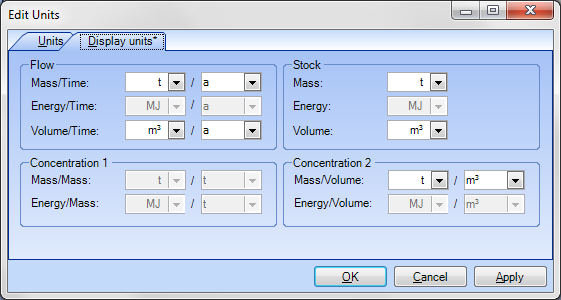 Edit Units
Units Display units*
Flow
Mass/Time: t / a
Energy/Time: MJ / a
Volume/Time: m³ / a
Stock
Mass: t
Energy: MJ
Volume: m³
Concentration 1
Mass/Mass: t / t
Energy/Mass: MJ / t
Concentration 2
Mass/Volume: t / m³
Energy/Volume: MJ / m³
OK Cancel Apply